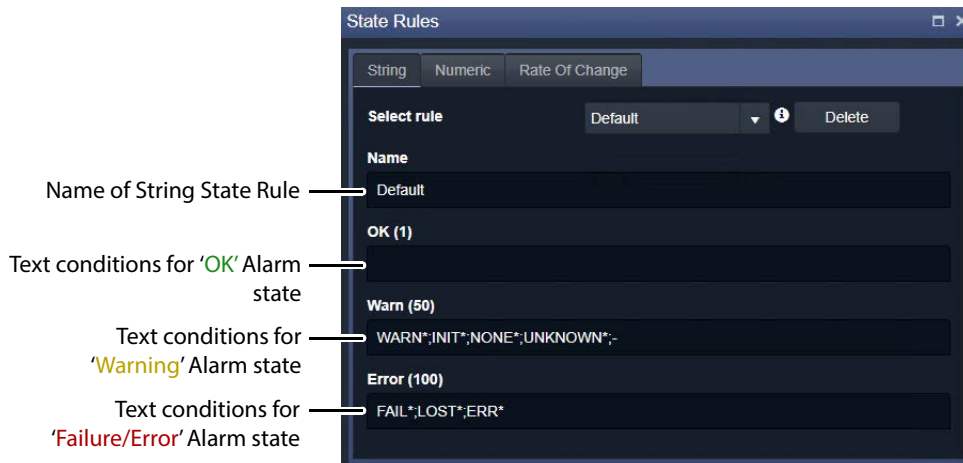 State Rules
String Numeric Rate Of Change
Select rule Default Delete
Name
Name of String State Rule Default
OK (1)
Text conditions for ‘OK’ Alarm
state
Warn (50)
Text conditions for
‘Warning’ Alarm state
WARN*;INIT*;NONE*;UNKNOWN*;-
Error (100)
Text conditions for
‘Failure/Error’ Alarm state
FAIL*;LOST*;ERR*